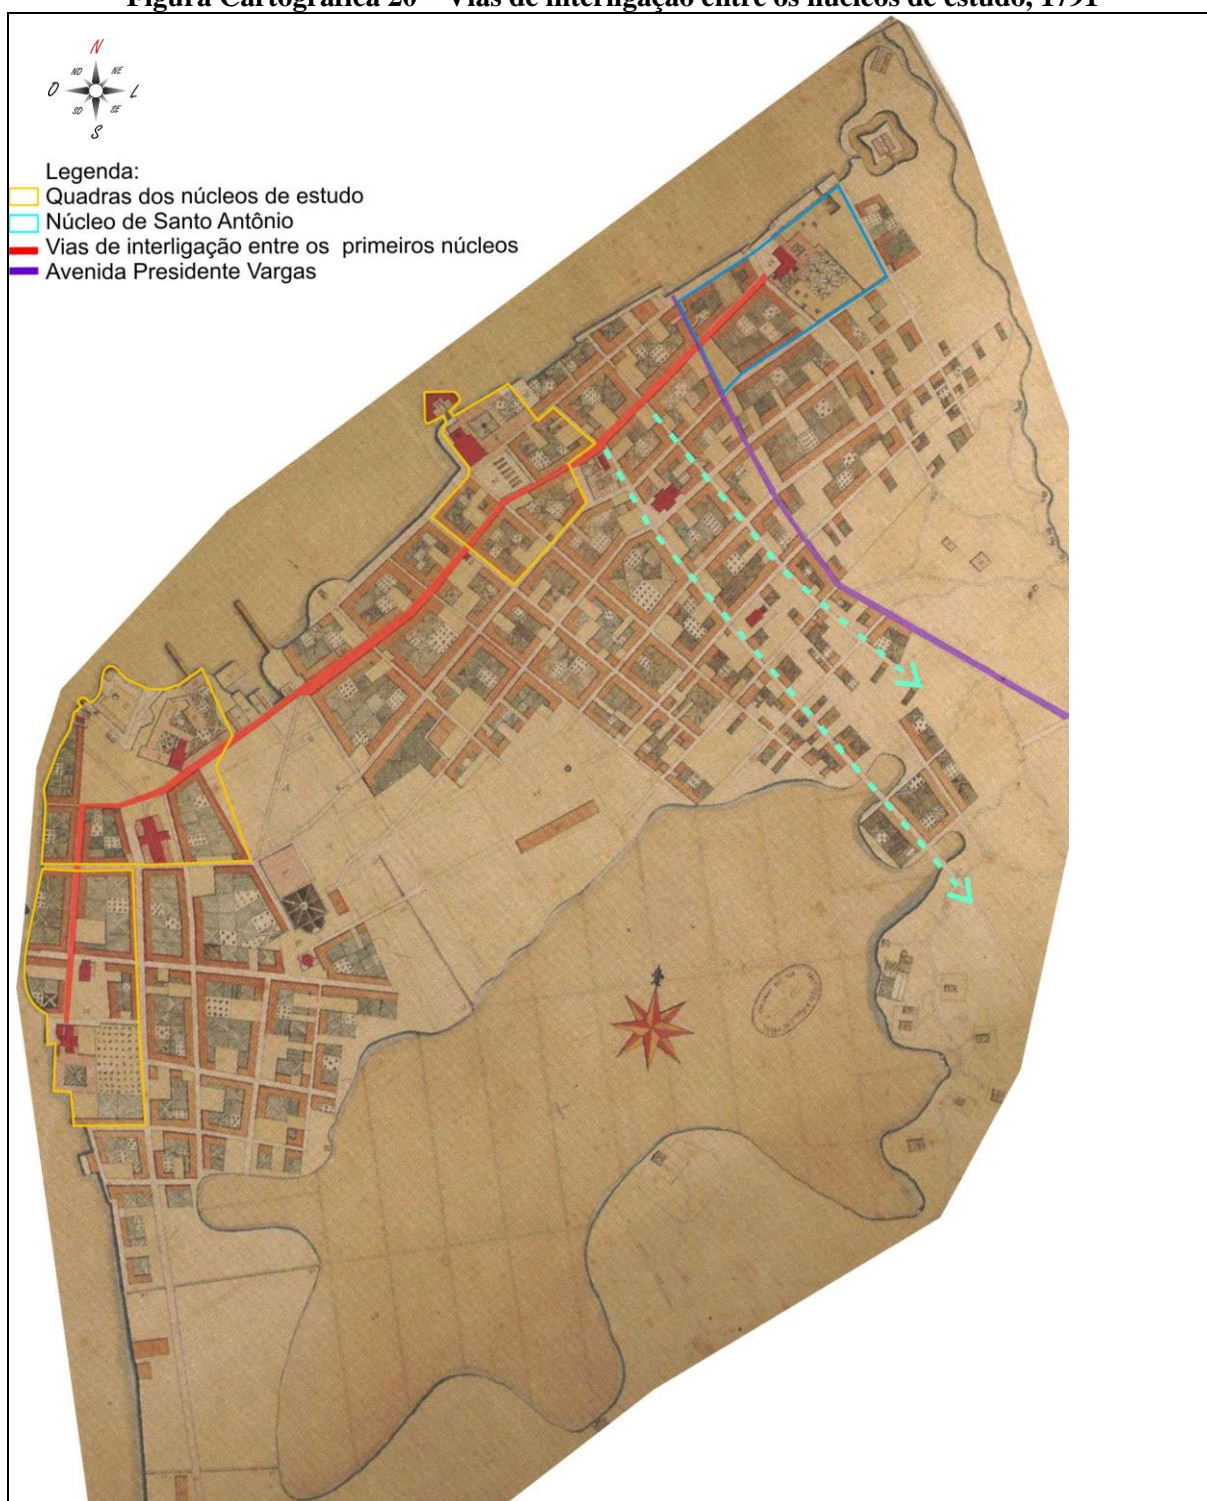 Figura Cartográfica 20 – Vias de interligação entre os núcleos de estudo, 1791
N
NO
NE
O
L
SO
SE
S
Legenda:
Quadras dos núcleos de estudo
Núcleo de Santo Antônio
Vias de interligação entre os primeiros núcleos
Avenida Presidente Vargas